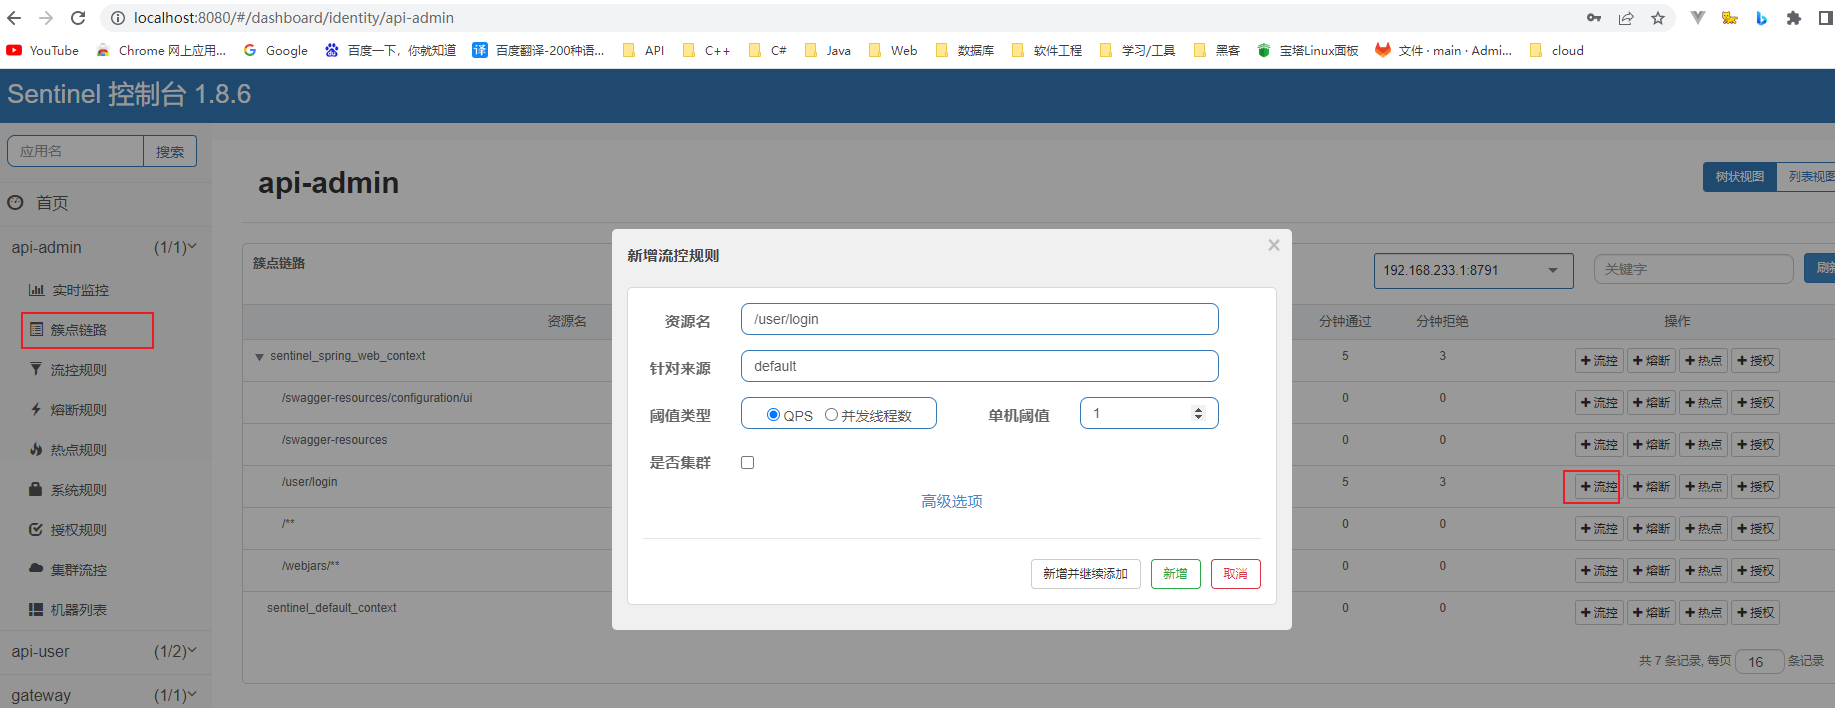 localhost:8080/#/dashboard/identity/api-admin
YouTube Chrome 网上应用... Google 百度一下，你就知道 译 百度翻译-200种语... API C++ C# Java Web 数据库 软件工程 学习/工具 黑客 宝塔Linux面板 文件 · main · Admi... cloud
Sentinel 控制台 1.8.6
应用名 搜索
首页
api-admin (1/1)
实时监控
簇点链路
流控规则
熔断规则
热点规则
系统规则
授权规则
集群流控
机器列表
api-user (1/2)
gateway (1/1)
api-admin
树状视图 列表视图
簇点链路 192.168.233.1:8791 关键字 刷新
资源名 分钟通过 分钟拒绝 操作
sentinel_spring_web_context 5 3 流控 熔断 热点 授权
/swagger-resources/configuration/ui 0 0 流控 熔断 热点 授权
/swagger-resources 0 0 流控 熔断 热点 授权
/user/login 5 3 流控 熔断 热点 授权
/** 0 0 流控 熔断 热点 授权
/webjars/** 0 0 流控 熔断 热点 授权
sentinel_default_context 0 0 流控 熔断 热点 授权
共 7 条记录, 每页 16 条记录
新增流控规则 ×
资源名 /user/login
针对来源 default
阈值类型 QPS 并发线程数 单机阈值 1
是否集群
高级选项
新增并继续添加 新增 取消